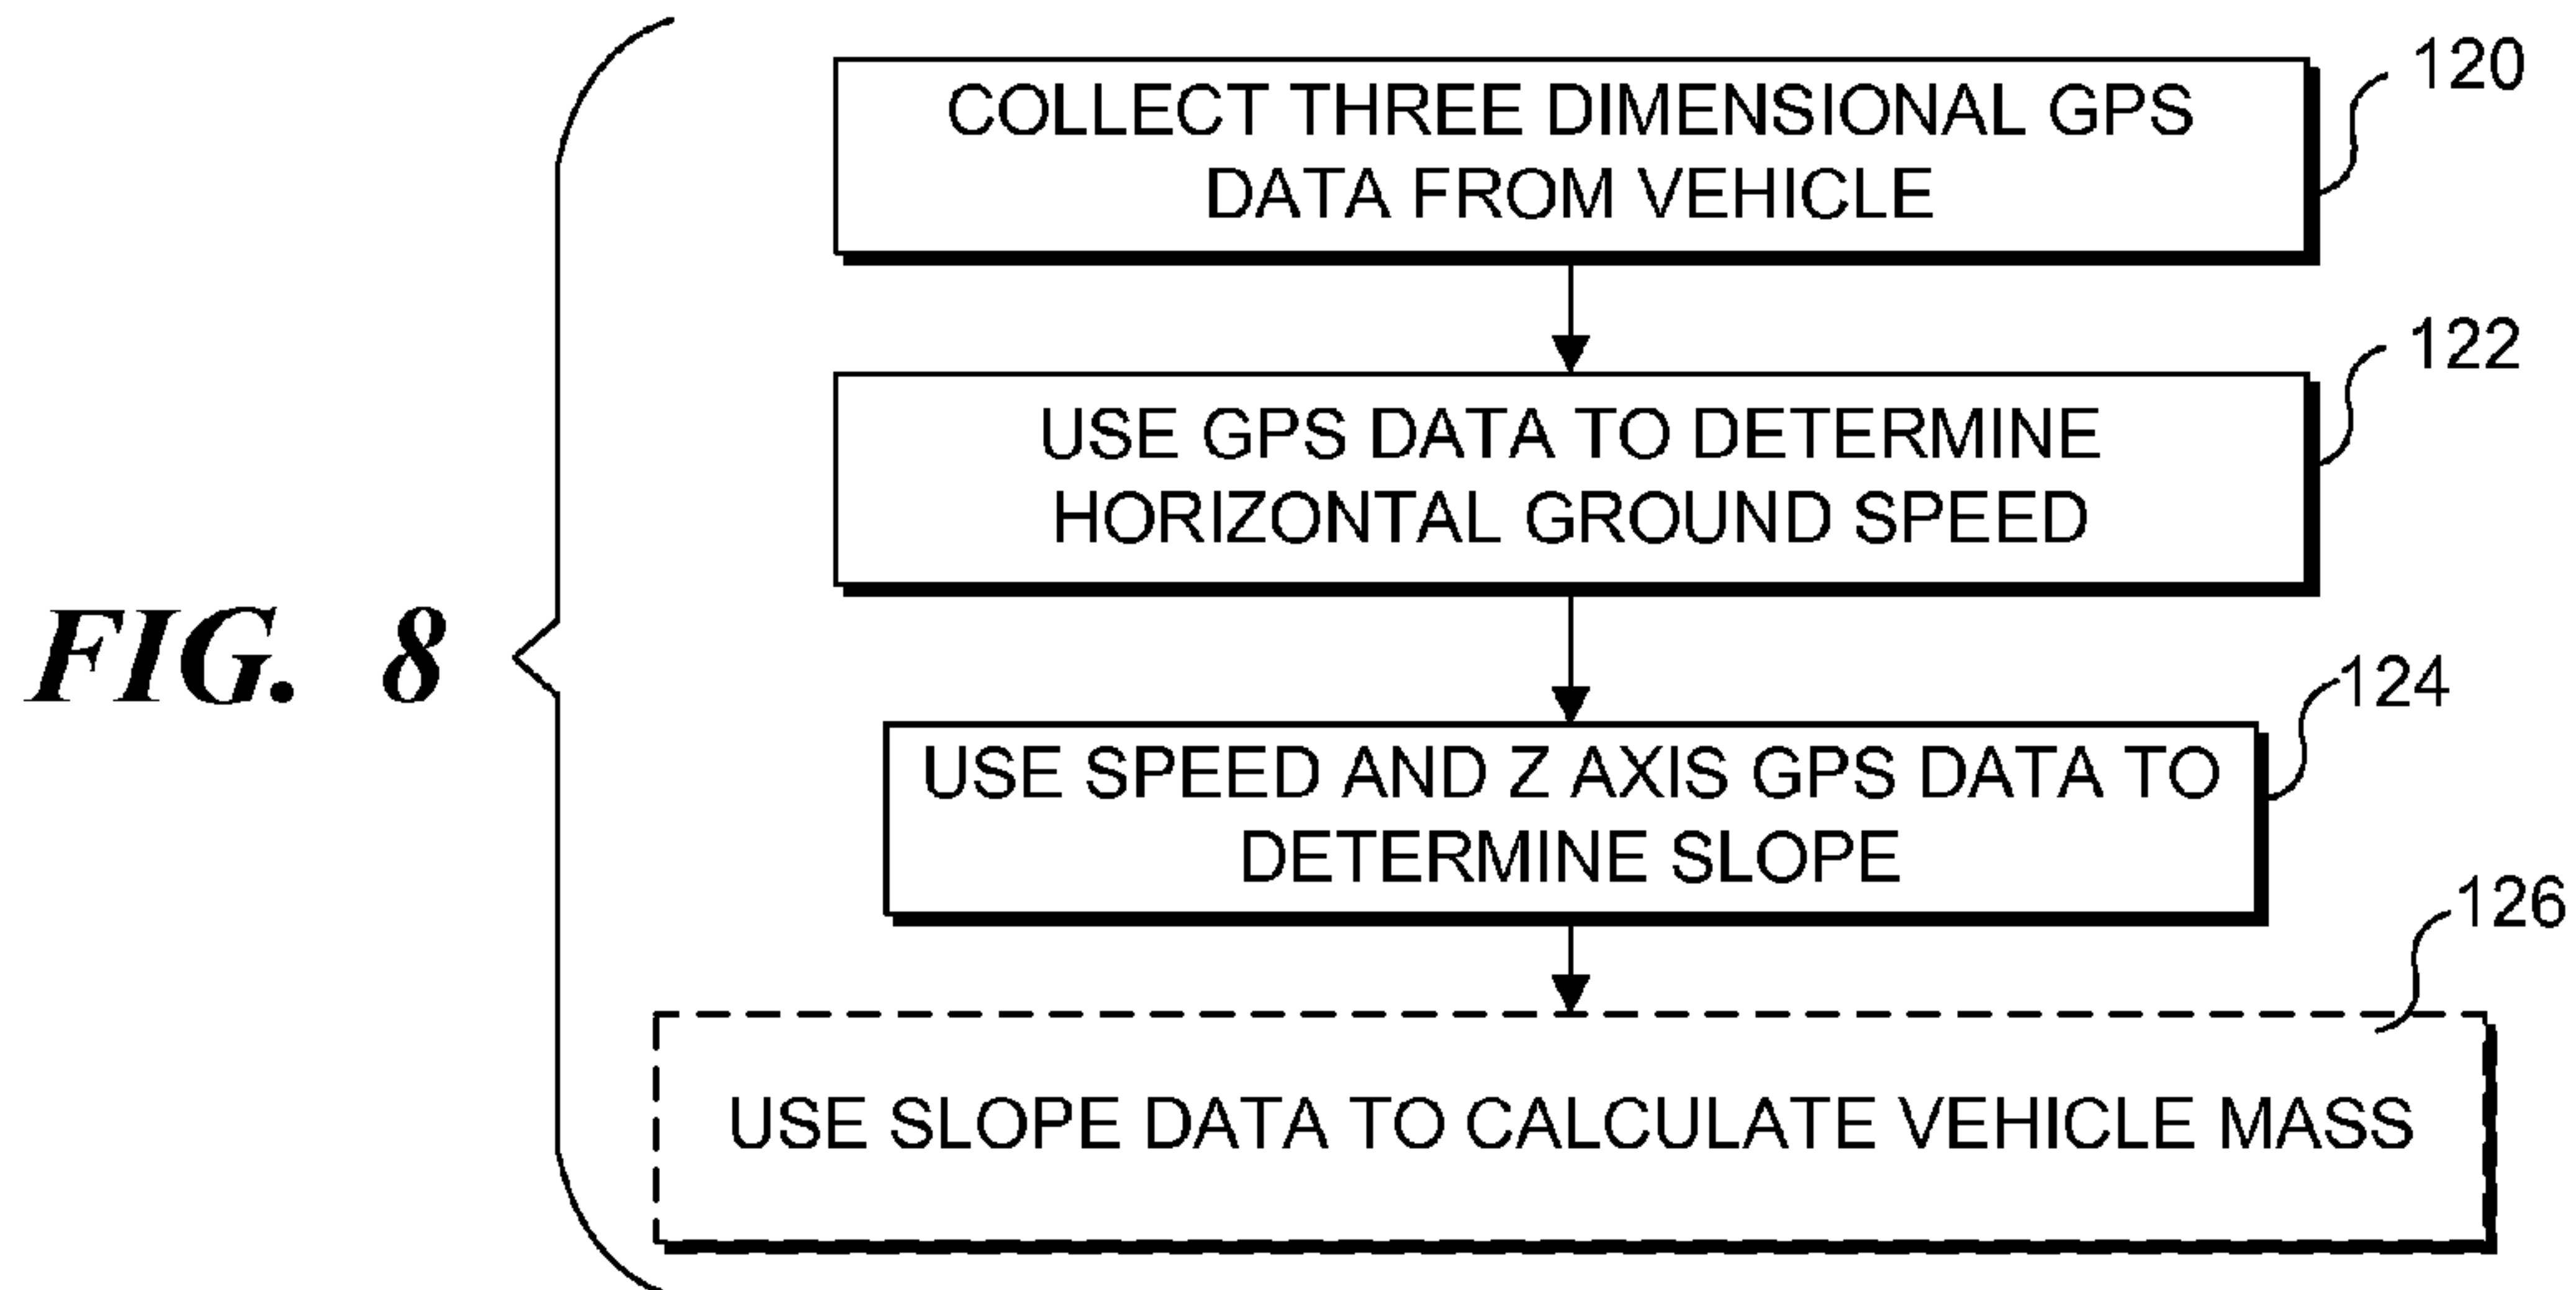 COLLECT THREE DIMENSIONAL GPS
DATA FROM VEHICLE
120
USE GPS DATA TO DETERMINE
HORIZONTAL GROUND SPEED
122
FIG. 8
USE SPEED AND Z AXIS GPS DATA TO
DETERMINE SLOPE
124
USE SLOPE DATA TO CALCULATE VEHICLE MASS
126